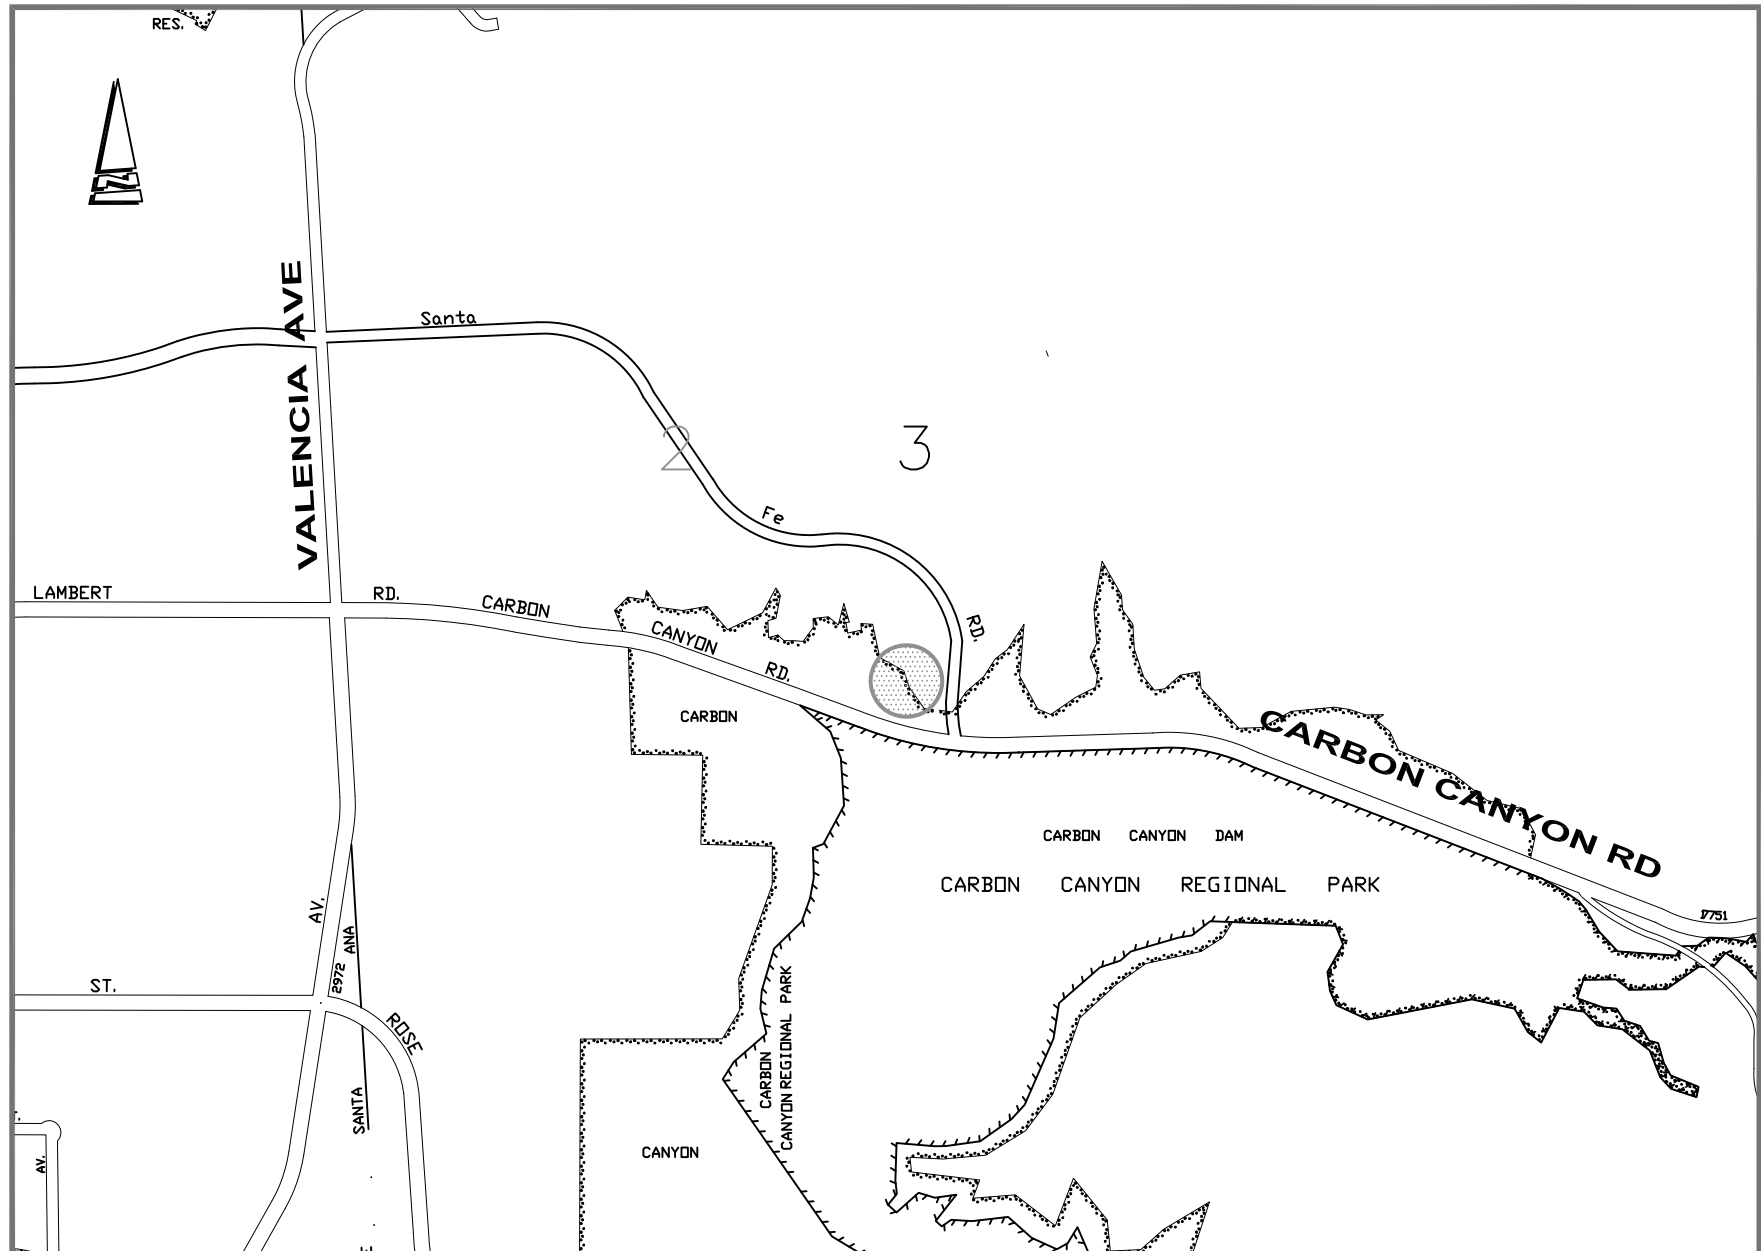 RES.
N
VALENCIA AVE
Santa
2
3
Fe
RD.
LAMBERT
RD.
CARBON
CANYON
RD.
CARBON
CARBON CANYON RD
CARBON CANYON DAM
CARBON CANYON REGIONAL PARK
17751
AV.
ANA
2972
ST.
ROSE
SANTA
CARBON
CANYON REGIONAL PARK
CANYON
AV.